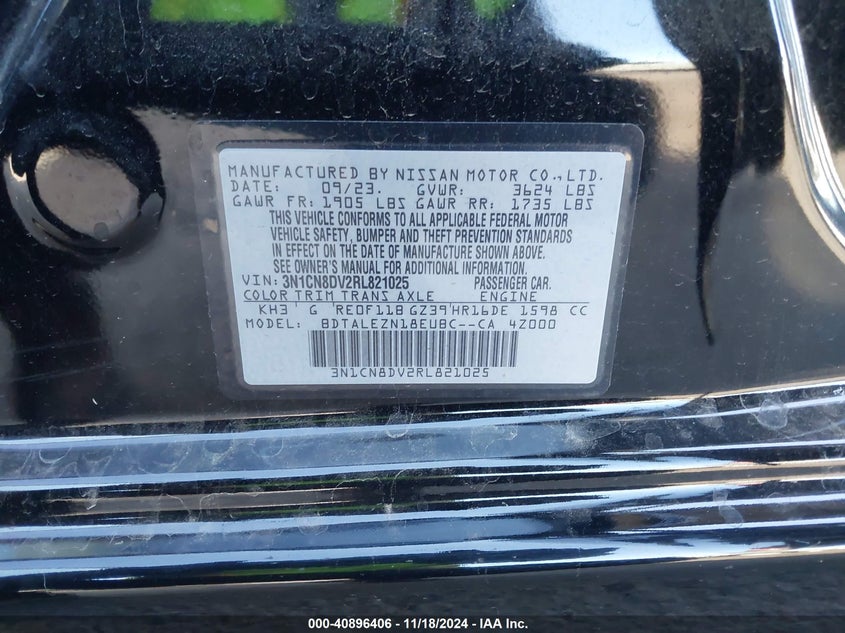 MANUFACTURED BY NISSAN MOTOR CO.,LTD.
DATE: 09/23. GVWR: 3624 LBS
GAWR FR: 1905 LBS GAWR RR: 1735 LBS
THIS VEHICLE CONFORMS TO ALL APPLICABLE FEDERAL MOTOR
VEHICLE SAFETY, BUMPER AND THEFT PREVENTION STANDARDS
IN EFFECT ON THE DATE OF MANUFACTURE SHOWN ABOVE.
SEE OWNER'S MANUAL FOR ADDITIONAL INFORMATION.
VIN: 3N1CN8DV2RL821025 PASSENGER CAR.
COLOR TRIM TRANS AXLE ENGINE
KH3 G RE0F11B GZ39 HR16DE 1598 CC
MODEL: BDTALEZN18EUBC--CA 4Z000
3N1CN8DV2RL821025
000-40896406 - 11/18/2024 - IAA Inc.